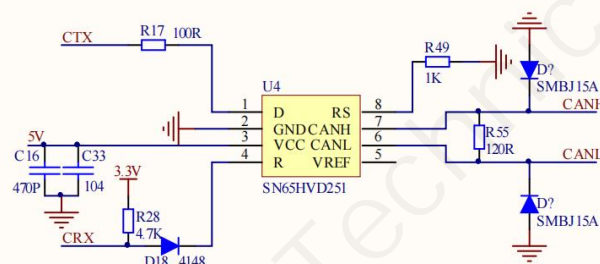 CTX
R17 100R
R49
1K
D?
SMBJ15A
U4
1 D RS 8
2 GND CANH 7
3 VCC CANL 6
4 R VREF 5
SN65HVD251
CANH
R55
120R
CANL
5V
C16 C33
470P 104
3.3V
R28
4.7K
CRX
D18 4148
D?
SMBJ15A
Technic